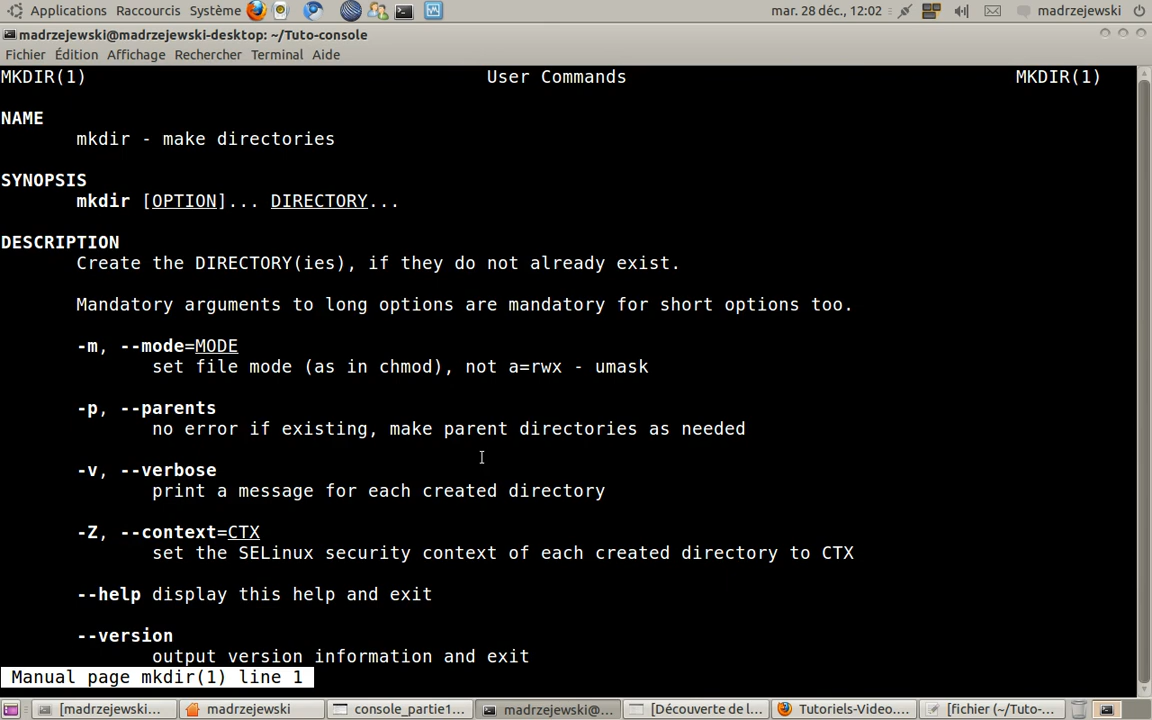 Applications Raccourcis Système mar. 28 déc., 12:02 madrzejewski
madrzejewski@madrzejewski-desktop: ~/Tuto-console
Fichier Édition Affichage Rechercher Terminal Aide
MKDIR(1) User Commands MKDIR(1)
NAME
mkdir - make directories
SYNOPSIS
mkdir [OPTION]... DIRECTORY...
DESCRIPTION
Create the DIRECTORY(ies), if they do not already exist.
Mandatory arguments to long options are mandatory for short options too.
-m, --mode=MODE
set file mode (as in chmod), not a=rwx - umask
-p, --parents
no error if existing, make parent directories as needed
-v, --verbose
print a message for each created directory
-Z, --context=CTX
set the SELinux security context of each created directory to CTX
--help display this help and exit
--version
output version information and exit
Manual page mkdir(1) line 1
[madrzejewski... madrzejewski console_partie1... madrzejewski@... [Découverte de l... Tutoriels-Video.... [fichier (~/Tuto-...